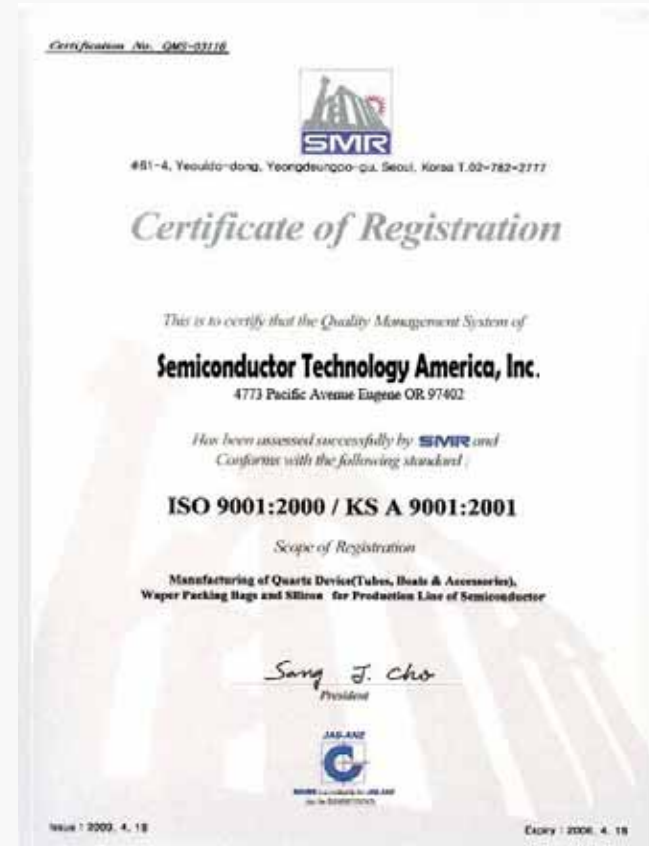 Certification No. QMS-03116
SMR
#61-4, Yeouido-dong, Yeongdeungpo-gu, Seoul, Korea T.02-782-2777
Certificate of Registration
This is to certify that the Quality Management System of
Semiconductor Technology America, Inc.
4773 Pacific Avenue Eugene OR 97402
Has been assessed successfully by SMR and
Conforms with the following standard ;
ISO 9001:2000 / KS A 9001:2001
Scope of Registration
Manufacturing of Quartz Device(Tubes, Boats & Accessories),
Waper Packing Bags and Silicon for Production Line of Semiconductor
Sang J. Cho
President
JAS-ANZ
Issue : 4. 18
Expiry : 4. 18